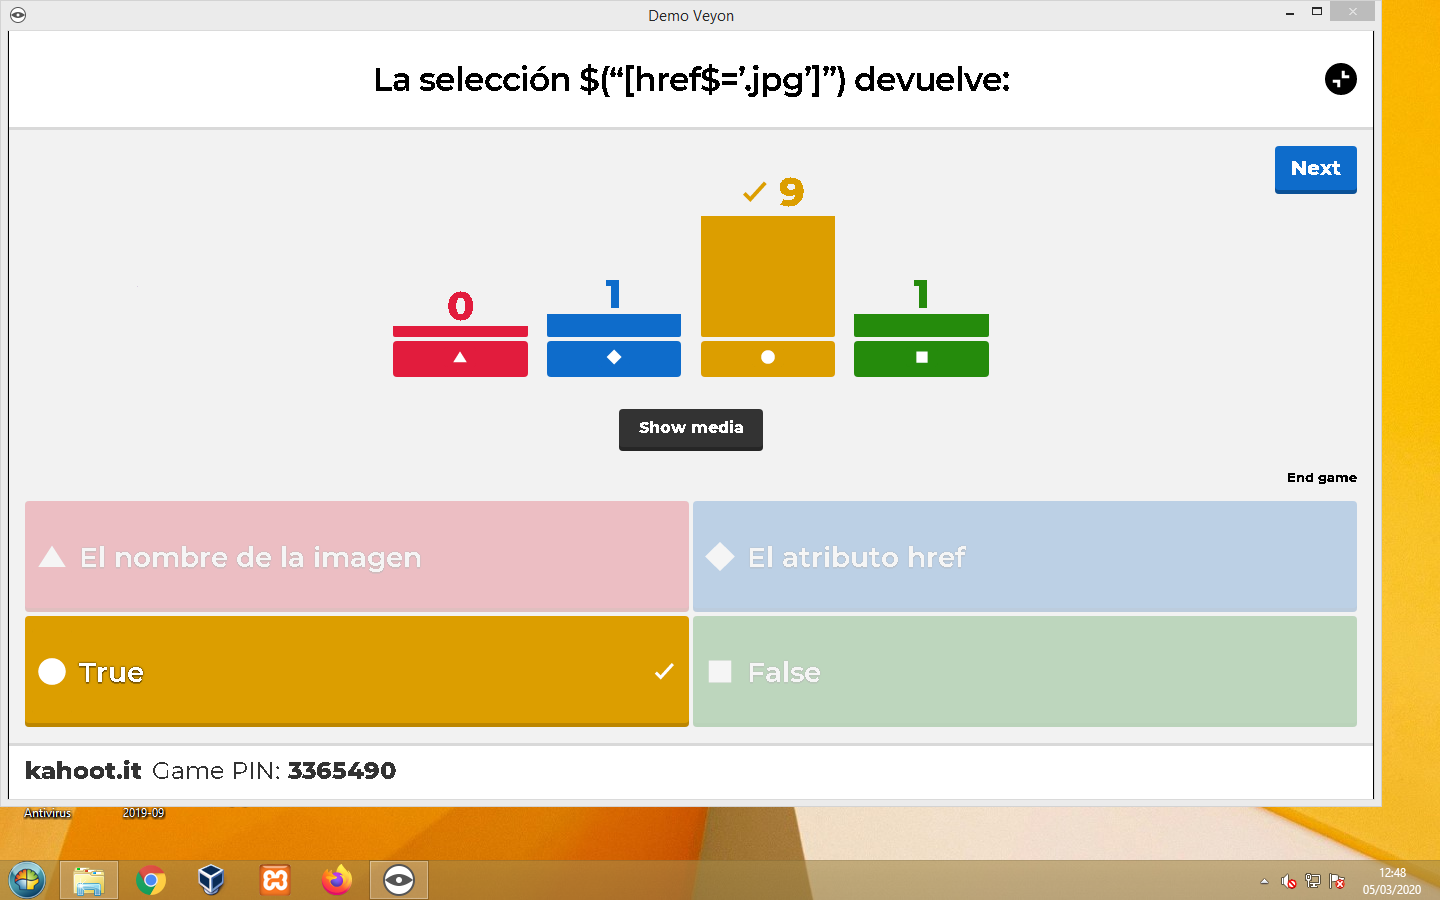 Demo Veyon
La selección $(“[href$=’.jpg’]”) devuelve:
Next
9
0
1
1
Show media
End game
El nombre de la imagen
El atributo href
True
False
kahoot.it Game PIN: 3365490
Antivirus
2019-09
12:48
05/03/2020